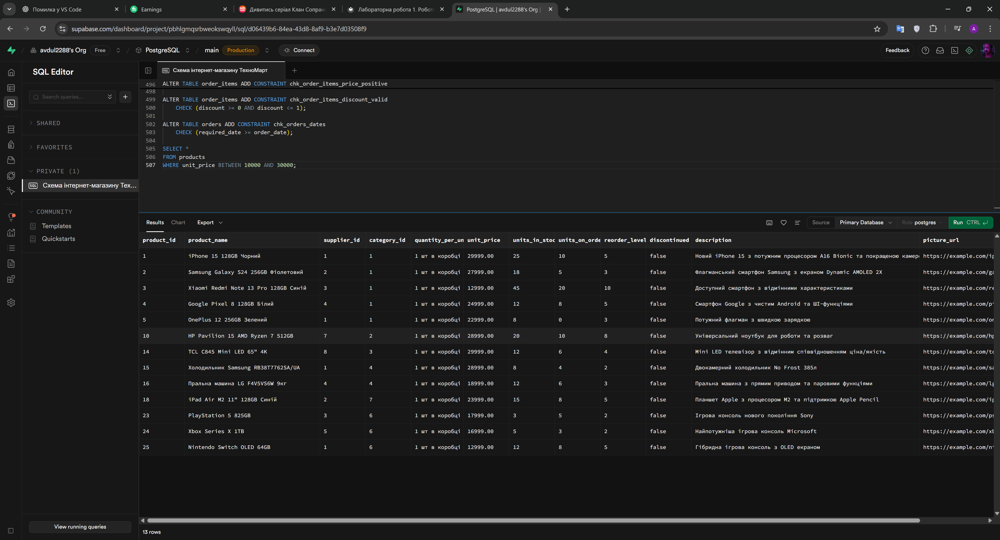 Помилка у VS Code
Earnings
Дивитись серіал Клан Сопран
Лабораторна робота 1. Робот
PostgreSQL | avdul2288's Org |
supabase.com/dashboard/project/pbhlgmqsrbweokswqyll/sql/d06439b6-84ea-43d8-8af9-b3e7d03508f9
avdul2288's Org Free / PostgreSQL / main Production Connect
Feedback
A
SQL Editor
Search queries...
SHARED
FAVORITES
PRIVATE (1)
SQL Схема інтернет-магазину Тех...
COMMUNITY
Templates
Quickstarts
View running queries
SQL Схема інтернет-магазину ТехноМарт
496 ALTER TABLE order_items ADD CONSTRAINT chk_order_items_price_positive
498
499 ALTER TABLE order_items ADD CONSTRAINT chk_order_items_discount_valid
500 CHECK (discount >= 0 AND discount <= 1);
501
502 ALTER TABLE orders ADD CONSTRAINT chk_orders_dates
503 CHECK (required_date >= order_date);
504
505 SELECT *
506 FROM products
507 WHERE unit_price BETWEEN 10000 AND 30000;
Results Chart Export
Source Primary Database Role postgres Run CTRL
product_id product_name supplier_id category_id quantity_per_un unit_price units_in_stoc units_on_orde reorder_level discontinued description picture_url
1 iPhone 15 128GB Чорний 1 1 1 шт в коробці 29999.00 25 10 5 false Новий iPhone 15 з потужним процесором A16 Bionic та покращеною камер https://example.com/ip
2 Samsung Galaxy S24 256GB Фіолетовий 2 1 1 шт в коробці 27999.00 18 5 3 false Флагманський смартфон Samsung з екраном Dynamic AMOLED 2X https://example.com/ga
3 Xiaomi Redmi Note 13 Pro 128GB Синій 3 1 1 шт в коробці 12999.00 45 20 10 false Доступний смартфон з відмінними характеристиками https://example.com/re
4 Google Pixel 8 128GB Білий 4 1 1 шт в коробці 24999.00 12 8 5 false Смартфон Google з чистим Android та ШІ-функціями https://example.com/pi
5 OnePlus 12 256GB Зелений 1 1 1 шт в коробці 22999.00 8 0 3 false Потужний флагман з швидкою зарядкою https://example.com/on
10 HP Pavilion 15 AMD Ryzen 7 512GB 7 2 1 шт в коробці 28999.00 20 10 8 false Універсальний ноутбук для роботи та розваг https://example.com/hp
14 TCL C845 Mini LED 65" 4K 8 3 1 шт в коробці 29999.00 12 6 4 false Mini LED телевізор з відмінним співвідношенням ціна/якість https://example.com/tc
15 Холодильник Samsung RB38T7762SA/UA 1 4 1 шт в коробці 28999.00 8 4 2 false Двокамерний холодильник No Frost 385л https://example.com/sa
16 Пральна машина LG F4V5VS6W 9кг 4 4 1 шт в коробці 18999.00 12 6 3 false Пральна машина з прямим приводом та паровими функціями https://example.com/lg
18 iPad Air M2 11" 128GB Синій 2 7 1 шт в коробці 23999.00 15 8 5 false Планшет Apple з процесором M2 та підтримкою Apple Pencil https://example.com/ip
23 PlayStation 5 825GB 3 6 1 шт в коробці 17999.00 3 5 2 false Ігрова консоль нового покоління Sony https://example.com/ps
24 Xbox Series X 1TB 5 6 1 шт в коробці 16999.00 5 3 2 false Найпотужніша ігрова консоль Microsoft https://example.com/xb
25 Nintendo Switch OLED 64GB 1 6 1 шт в коробці 12999.00 12 8 5 false Гібридна ігрова консоль з OLED екраном https://example.com/ni
13 rows